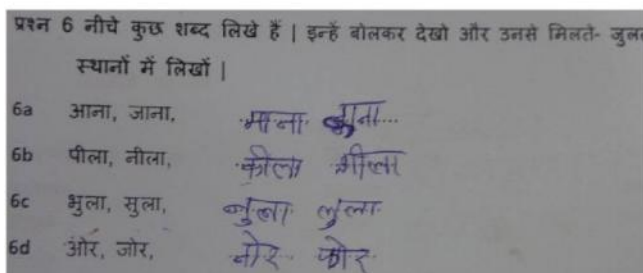 प्रश्न 6 नीचे कुछ शब्द लिखे हैं | इन्हें बोलकर देखो और उनसे मिलते- जुलते
स्थानों में लिखों |
6a आना, जाना, माना
6b पीला, नीला, कीला शीला
6c भुला, सुला, लुला
6d ओर, जोर,